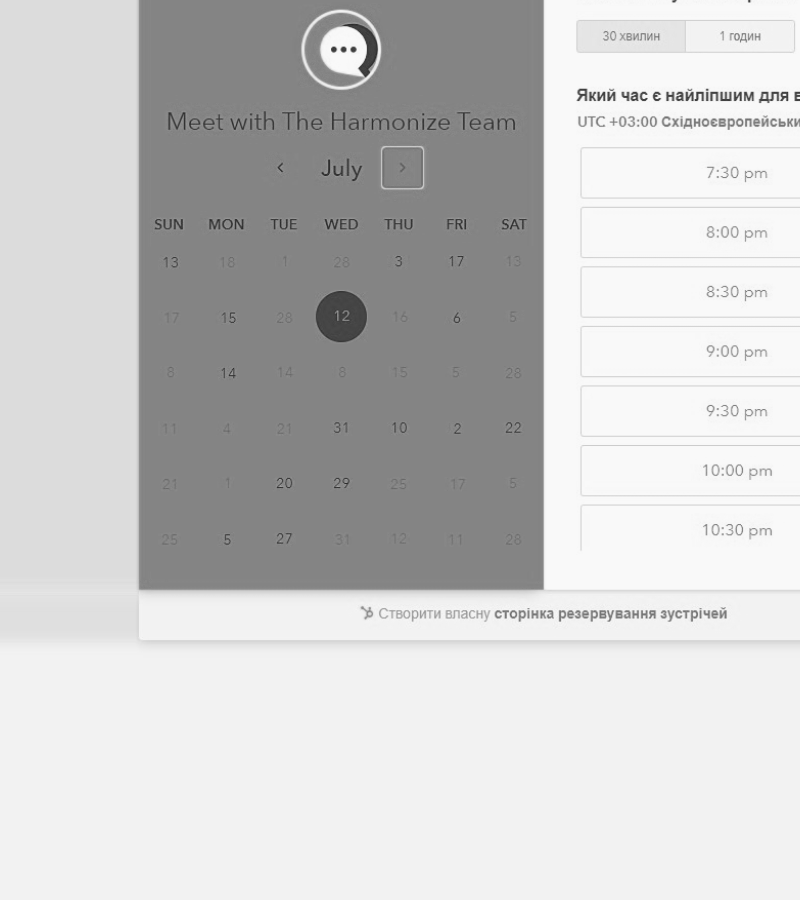 Meet with The Harmonize Team
July
SUN MON TUE WED THU FRI SAT
13 18 1 28 3 17 13
17 15 28 12 16 6 5
8 14 14 8 15 5 28
11 4 21 31 10 2 22
21 1 20 29 25 17 5
25 5 27 31 12 11 28
30 хвилин 1 годин
Який час є найліпшим для
UTC +03:00
7:30 pm
8:00 pm
8:30 pm
9:00 pm
9:30 pm
10:00 pm
10:30 pm
Створити власну сторінка резервування зустрічей